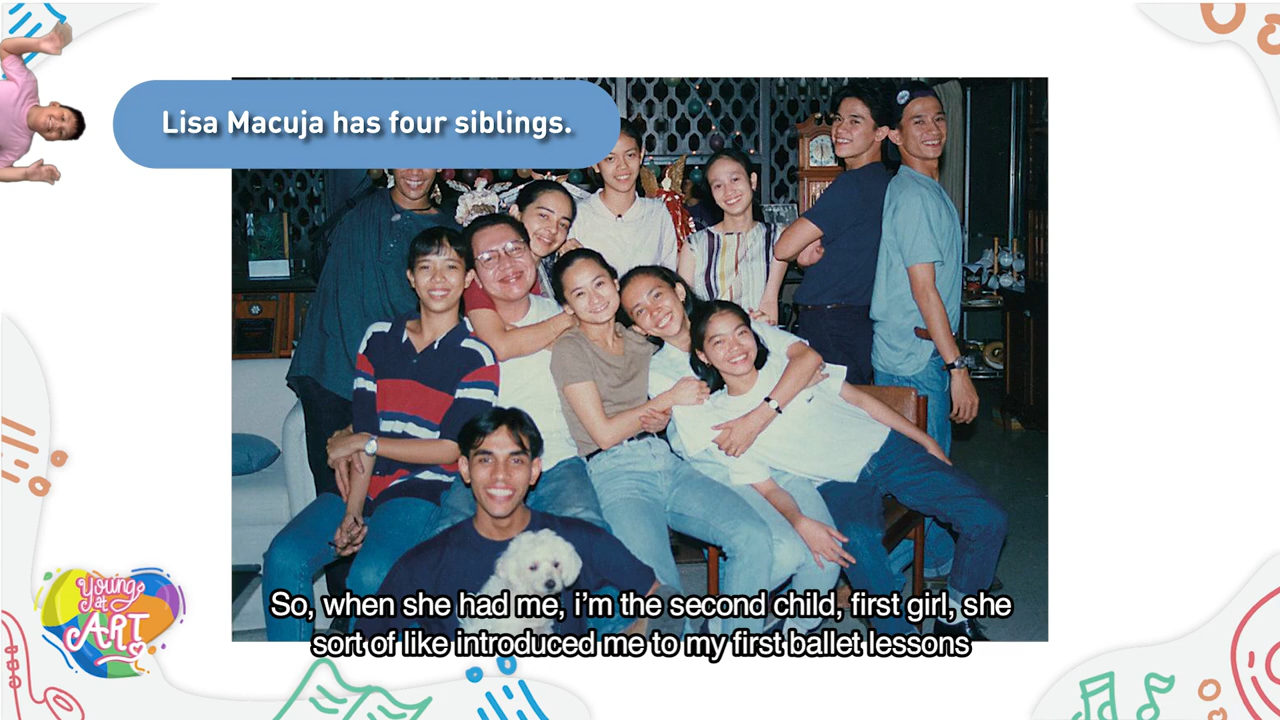 Lisa Macuja has four siblings.
So, when she had me, i'm the second child, first girl, she
sort of like introduced me to my first ballet lessons
Young
at
ART